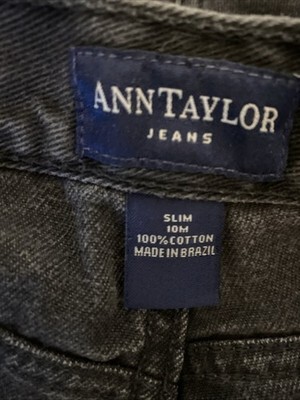 ANNTAYLOR
JEANS
SLIM
10M
100% COTTON
MADE IN BRAZIL